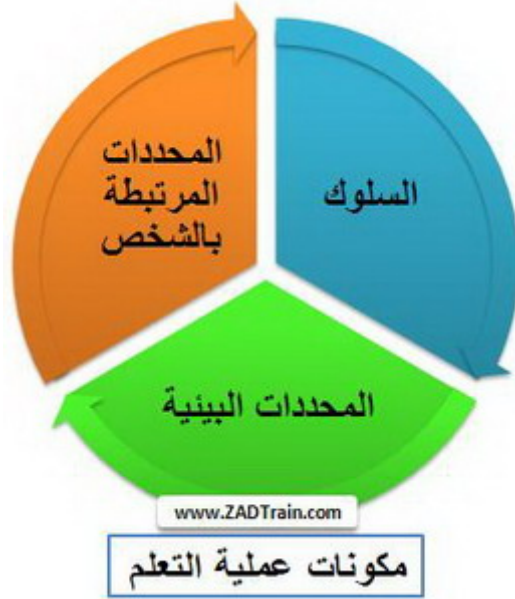 السلوك
المحددات
المرتبطة
بالشخص
المحددات البيئية
www.ZADTrain.com
مكونات عملية التعلم